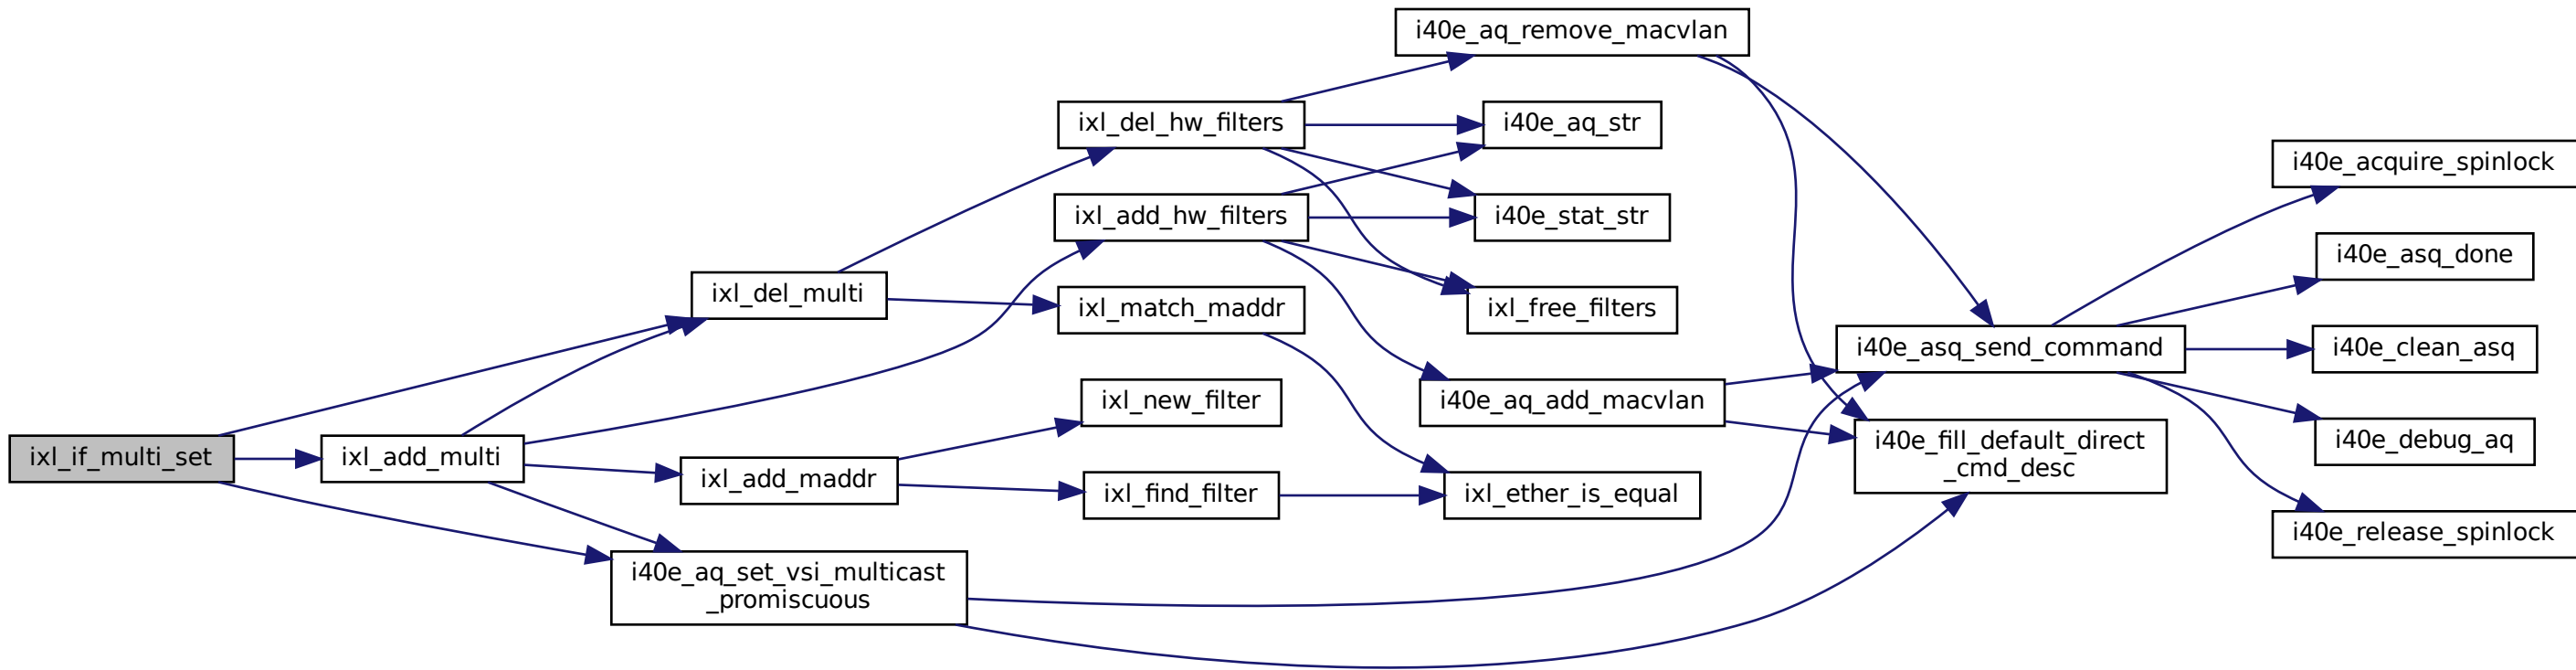 i40e_aq_remove_macvlan
ixl_del_hw_filters
i40e_aq_str
i40e_acquire_spinlock
ixl_add_hw_filters
i40e_stat_str
i40e_asq_done
ixl_del_multi
ixl_match_maddr
ixl_free_filters
i40e_asq_send_command
i40e_clean_asq
ixl_new_filter
i40e_aq_add_macvlan
i40e_debug_aq
ixl_if_multi_set
ixl_add_multi
i40e_fill_default_direct
_cmd_desc
ixl_add_maddr
ixl_find_filter
ixl_ether_is_equal
i40e_release_spinlock
i40e_aq_set_vsi_multicast
_promiscuous